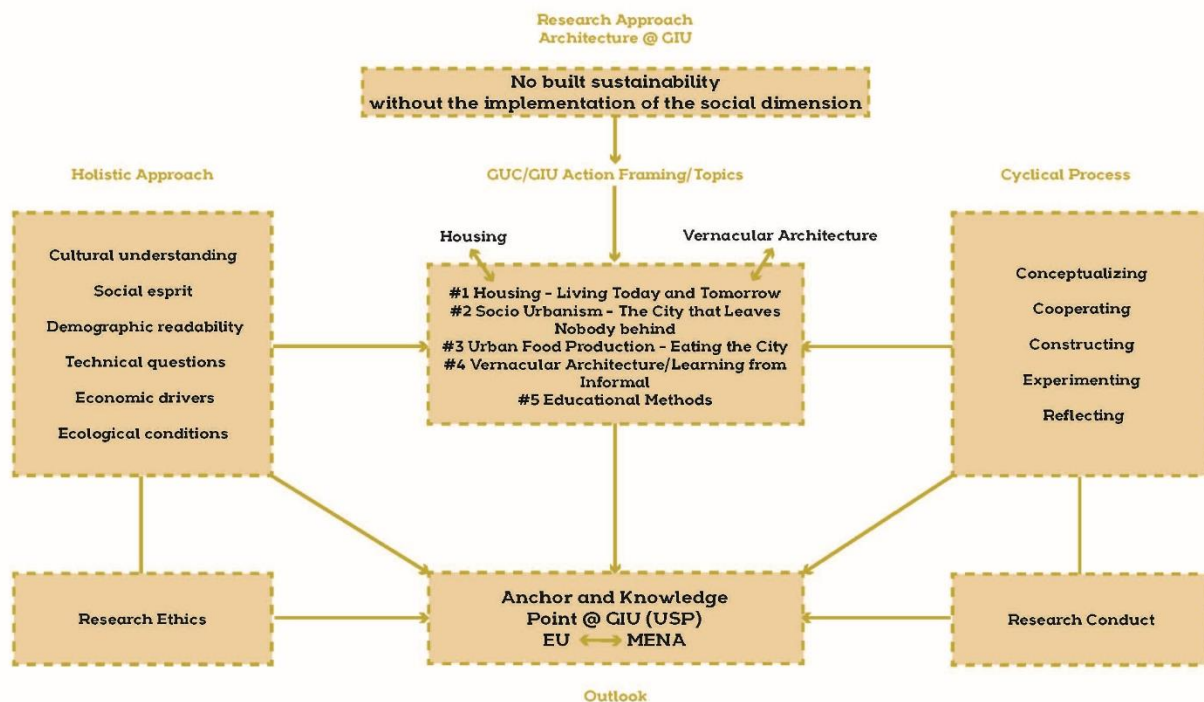 Research Approach
Architecture @ GIU
No built sustainability
without the implementation of the social dimension
Holistic Approach
GUC/GIU Action Framing/Topics
Cyclical Process
Housing
Vernacular Architecture
Cultural understanding
Social esprit
Demographic readability
Technical questions
Economic drivers
Ecological conditions
#1 Housing - Living Today and Tomorrow
#2 Socio Urbanism - The City that Leaves
Nobody behind
#3 Urban Food Production - Eating the City
#4 Vernacular Architecture/Learning from
Informal
#5 Educational Methods
Conceptualizing
Cooperating
Constructing
Experimenting
Reflecting
Research Ethics
Anchor and Knowledge
Point @ GIU (USP)
EU MENA
Research Conduct
Outlook